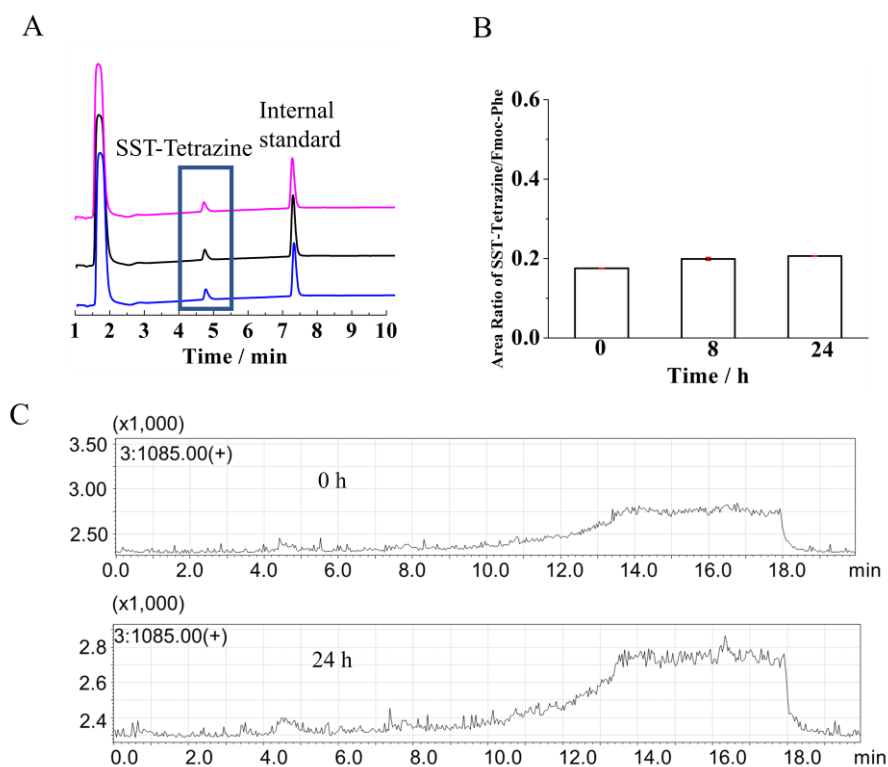 A
SST-Tetrazine
Internal
standard
1 2 3 4 5 6 7 8 9 10
Time / min
B
Area Ratio of SST-Tetrazine/Fmoc-Phe
0.6
0.4
0.2
0.0
0 8 24
Time / h
C
(x1,000)
3:1085.00(+)
0 h
3.50
3.00
2.50
0.0 2.0 4.0 6.0 8.0 10.0 12.0 14.0 16.0 18.0 min
(x1,000)
3:1085.00(+)
24 h
2.8
2.6
2.4
0.0 2.0 4.0 6.0 8.0 10.0 12.0 14.0 16.0 18.0 min